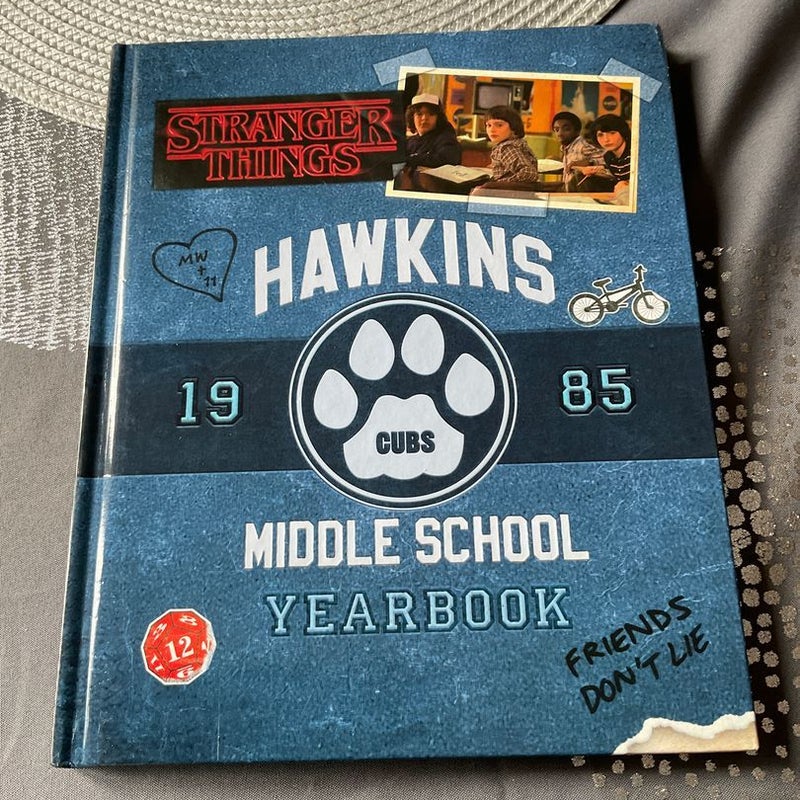 STRANGER
THINGS
MW
+
11
HAWKINS
19
85
CUBS
MIDDLE SCHOOL
YEARBOOK
12
FRIENDS
DON'T LIE